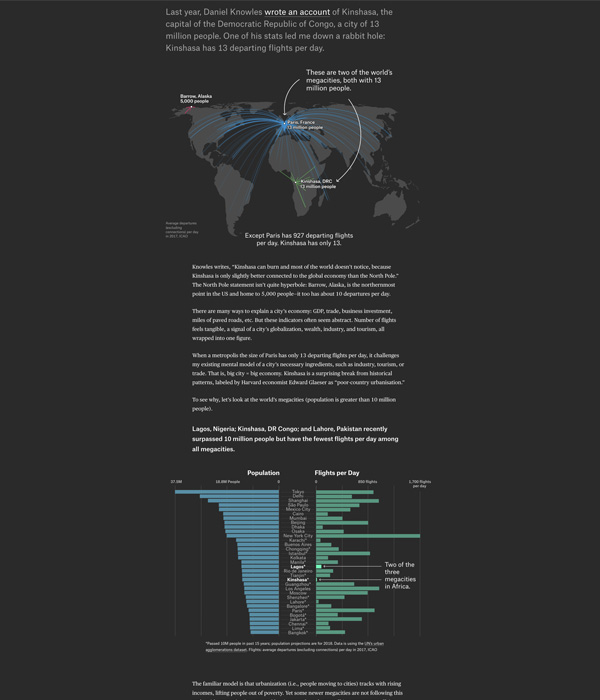 Last year, Daniel Knowles wrote an account of Kinshasa, the
capital of the Democratic Republic of Congo, a city of 13
million people. One of his stats led me down a rabbit hole:
Kinshasa has 13 departing flights per day.
These are two of the world's
megacities, both with 13
million people.
Barrow, Alaska
5,000 people
Paris, France
13 million people
Kinshasa, DRC
13 million people
Average departures
(excluding
connections) per day
in 2017, ICAO
Except Paris has 927 departing flights
per day. Kinshasa has only 13.
Knowles writes, “Kinshasa can burn and most of the world doesn't notice, because
Kinshasa is only slightly better connected to the global economy than the North Pole.”
The North Pole statement isn't quite hyperbole: Barrow, Alaska, is the northernmost
point in the US and home to 5,000 people–it too has about 10 departures per day.
There are many ways to explain a city's economy: GDP, trade, business investment,
miles of paved roads, etc. But these indicators often seem abstract. Number of flights
feels tangible, a signal of a city's globalization, wealth, industry, and tourism, all
wrapped into one figure.
When a metropolis the size of Paris has only 13 departing flights per day, it challenges
my existing mental model of a city's necessary ingredients, such as industry, tourism, or
trade. That is, big city = big economy. Kinshasa is a surprising break from historical
patterns, labeled by Harvard economist Edward Glaeser as “poor-country urbanisation.”
To see why, let's look at the world's megacities (population is greater than 10 million
people).
Lagos, Nigeria; Kinshasa, DR Congo; and Lahore, Pakistan recently
surpassed 10 million people but have the fewest flights per day among
all megacities.
Population
Flights per Day
37.5M
18.8M People
0
0
850 flights
1,700 flights
per day
Tokyo
Delhi
Shanghai
São Paulo
Mexico City
Cairo
Mumbai
Beijing
Dhaka
Osaka
New York City
Karachi*
Buenos Aires
Chongqing*
Istanbul*
Kolkata
Manila*
Lagos*
Rio de Janeiro
Tianjin*
Kinshasa*
Guangzhou*
Los Angeles
Moscow
Shenzhen*
Lahore*
Bangalore*
Paris*
Bogotá*
Jakarta*
Chennai*
Lima*
Bangkok*
Two of the
three
megacities
in Africa.
*Passed 10M people in past 15 years; population projections are for 2018. Data is using the UN's urban
agglomerations dataset. Flights: average departures (excluding connections) per day in 2017, ICAO
The familiar model is that urbanization (i.e., people moving to cities) tracks with rising
incomes, lifting people out of poverty. Yet some newer megacities are not following this